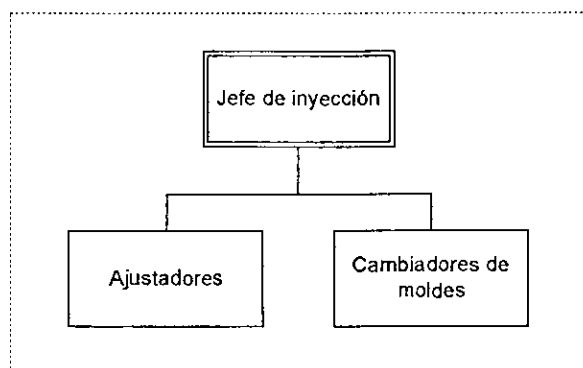 Jefe de inyección
Ajustadores
Cambiadores de
moldes